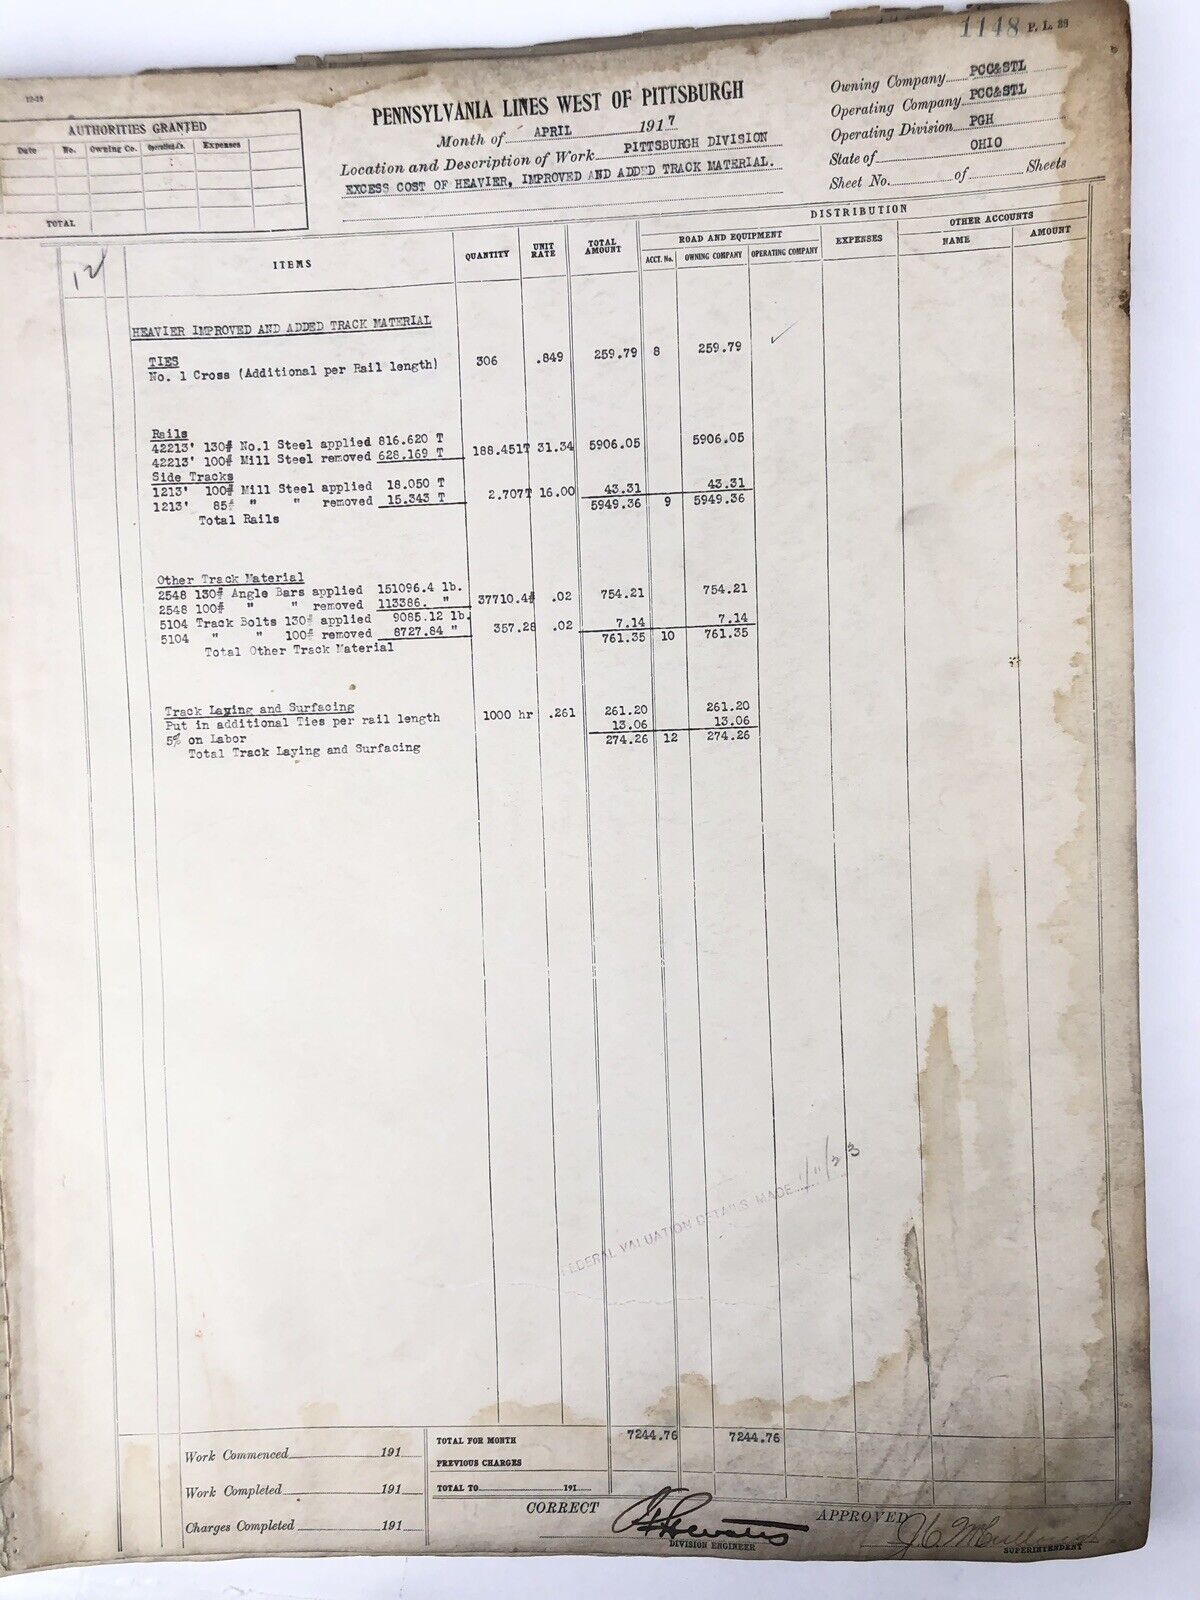 1148 P. L. 28
12-18
AUTHORITIES GRANTED
Date No. Owning Co. Operating Co. Expenses
TOTAL
PENNSYLVANIA LINES WEST OF PITTSBURGH
Month of APRIL 1917
Location and Description of Work PITTSBURGH DIVISION
EXCESS COST OF HEAVIER, IMPROVED AND ADDED TRACK MATERIAL.
Owning Company PCC&STL
Operating Company PCC&STL
Operating Division PGH
State of OHIO
Sheet No. of Sheets
DISTRIBUTION
ITEMS QUANTITY UNIT RATE TOTAL AMOUNT ROAD AND EQUIPMENT EXPENSES OTHER ACCOUNTS
ACCT. No. OWNING COMPANY OPERATING COMPANY NAME AMOUNT
12
HEAVIER IMPROVED AND ADDED TRACK MATERIAL
TIES
No. 1 Cross (Additional per Rail length) 306 .849 259.79 8 259.79
Rails
42213' 130# No.1 Steel applied 816.620 T
42213' 100# Mill Steel removed 628.169 T 188.451T 31.34 5906.05 5906.05
Side Tracks
1213' 100# Mill Steel applied 18.050 T
1213' 85# " " removed 15.343 T 2.707T 16.00 43.31 43.31
Total Rails 5949.36 9 5949.36
Other Track Material
2548 130# Angle Bars applied 151096.4 lb.
2548 100# " " removed 113386. " 37710.4# .02 754.21 754.21
5104 Track Bolts 130# applied 9085.12 lb.
5104 " " 100# removed 8727.84 " 357.28 .02 7.14 7.14
Total Other Track Material 761.35 10 761.35
Track Laying and Surfacing
Put in additional Ties per rail length 1000 hr .261 261.20 261.20
5% on Labor 13.06 13.06
Total Track Laying and Surfacing 274.26 12 274.26
FEDERAL VALUATION DETAILS MADE 1/11/23
Work Commenced 191
Work Completed 191
Charges Completed 191
TOTAL FOR MONTH 7244.76 7244.76
PREVIOUS CHARGES
TOTAL TO 191
CORRECT
DIVISION ENGINEER
APPROVED
SUPERINTENDENT